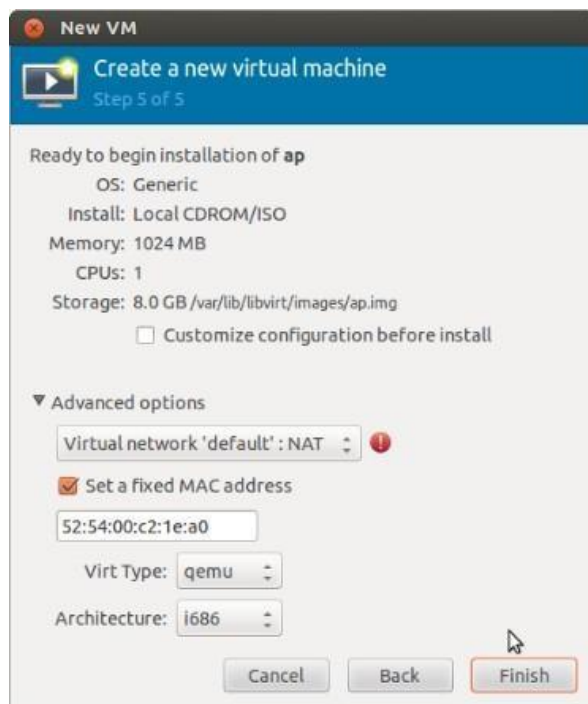 New VM
Create a new virtual machine
Step 5 of 5
Ready to begin installation of ap
OS: Generic
Install: Local CDROM/ISO
Memory: 1024 MB
CPUs: 1
Storage: 8.0 GB /var/lib/libvirt/images/ap.img
Customize configuration before install
Advanced options
Virtual network 'default' : NAT
Set a fixed MAC address
52:54:00:c2:1e:a0
Virt Type: qemu
Architecture: i686
Cancel Back Finish